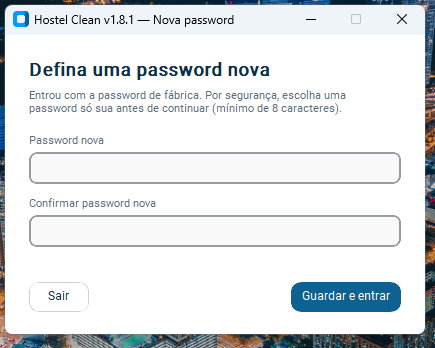 Hostel Clean v1.8.1 — Nova password
Defina uma password nova
Entrou com a password de fábrica. Por segurança, escolha uma
password só sua antes de continuar (mínimo de 8 caracteres).
Password nova
Confirmar password nova
Sair
Guardar e entrar